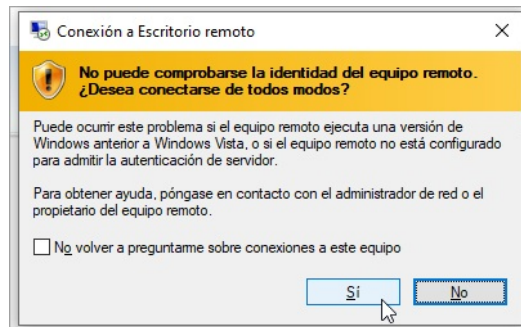 Conexión a Escritorio remoto
No puede comprobarse la identidad del equipo remoto.
¿Desea conectarse de todos modos?
Puede ocurrir este problema si el equipo remoto ejecuta una versión de
Windows anterior a Windows Vista, o si el equipo remoto no está configurado
para admitir la autenticación de servidor.
Para obtener ayuda, póngase en contacto con el administrador de red o el
propietario del equipo remoto.
No volver a preguntarme sobre conexiones a este equipo
Sí
No